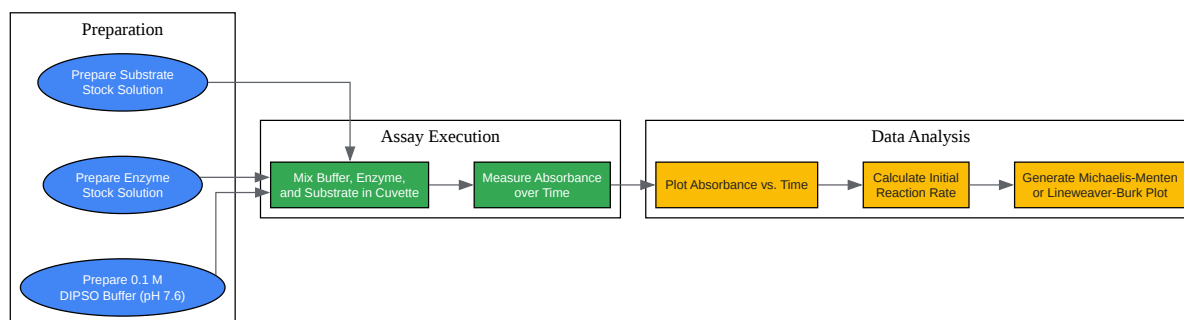 Preparation
Prepare Substrate
Stock Solution
Prepare Enzyme
Stock Solution
Prepare 0.1 M
DIPSO Buffer (pH 7.6)
Assay Execution
Mix Buffer, Enzyme,
and Substrate in Cuvette
Measure Absorbance
over Time
Data Analysis
Plot Absorbance vs. Time
Calculate Initial
Reaction Rate
Generate Michaelis-Menten
or Lineweaver-Burk Plot